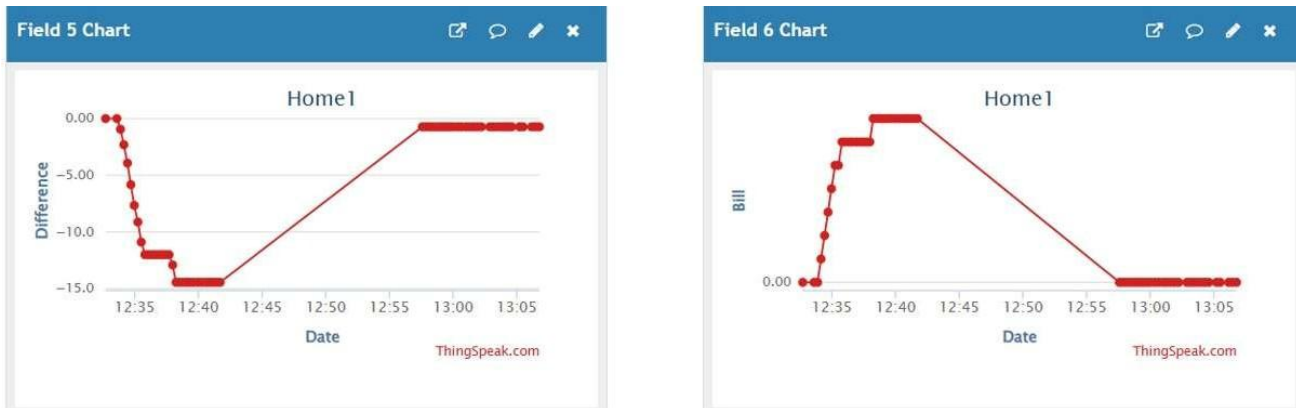 Field 5 Chart
Home1
0.00
−5.00
−10.0
−15.0
Difference
12:35 12:40 12:45 12:50 12:55 13:00 13:05
Date
ThingSpeak.com
Field 6 Chart
Home1
Bill
0.00
12:35 12:40 12:45 12:50 12:55 13:00 13:05
Date
ThingSpeak.com